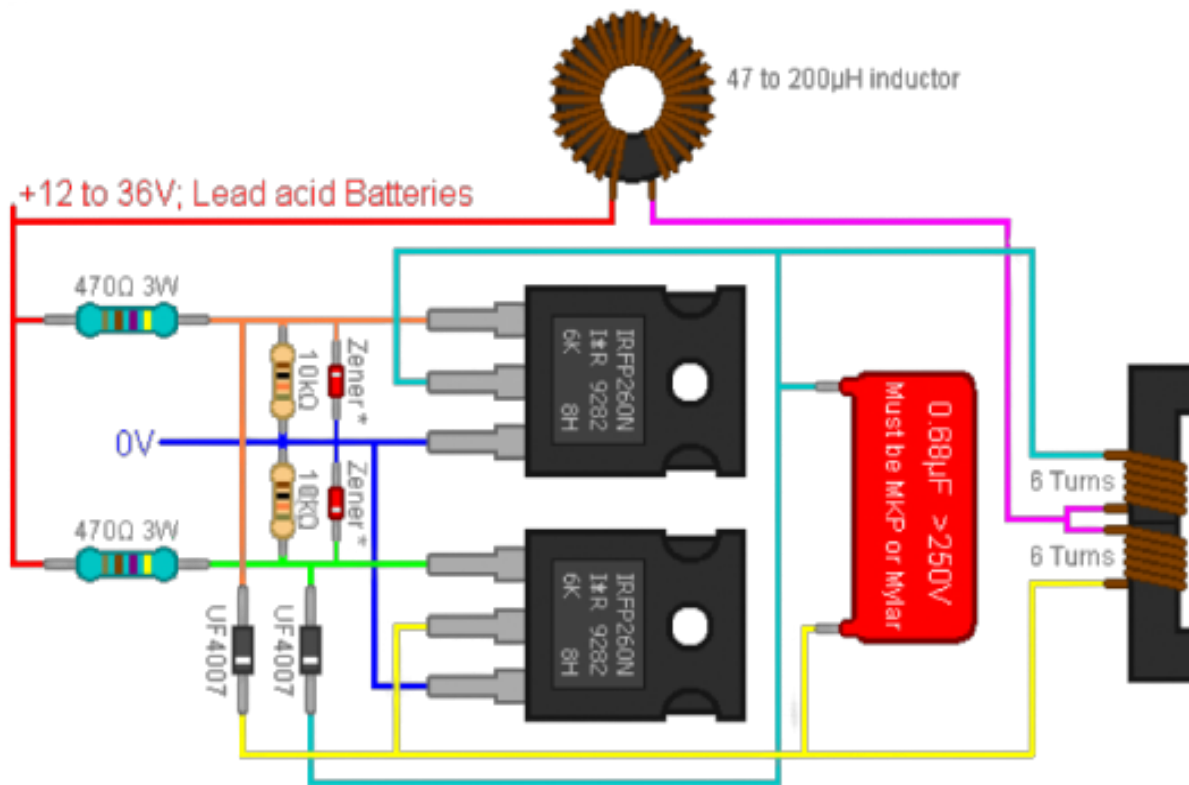 47 to 200µH inductor
+12 to 36V; Lead acid Batteries
470Ω 3W
10kΩ
Zener*
IRFP260N
I R 9282
6K 8H
0V
0.68µF >250V
Must be MKP or Mylar
6 Turns
10kΩ
Zener*
470Ω 3W
6 Turns
IRFP260N
I R 9282
6K 8H
UF4007
UF4007